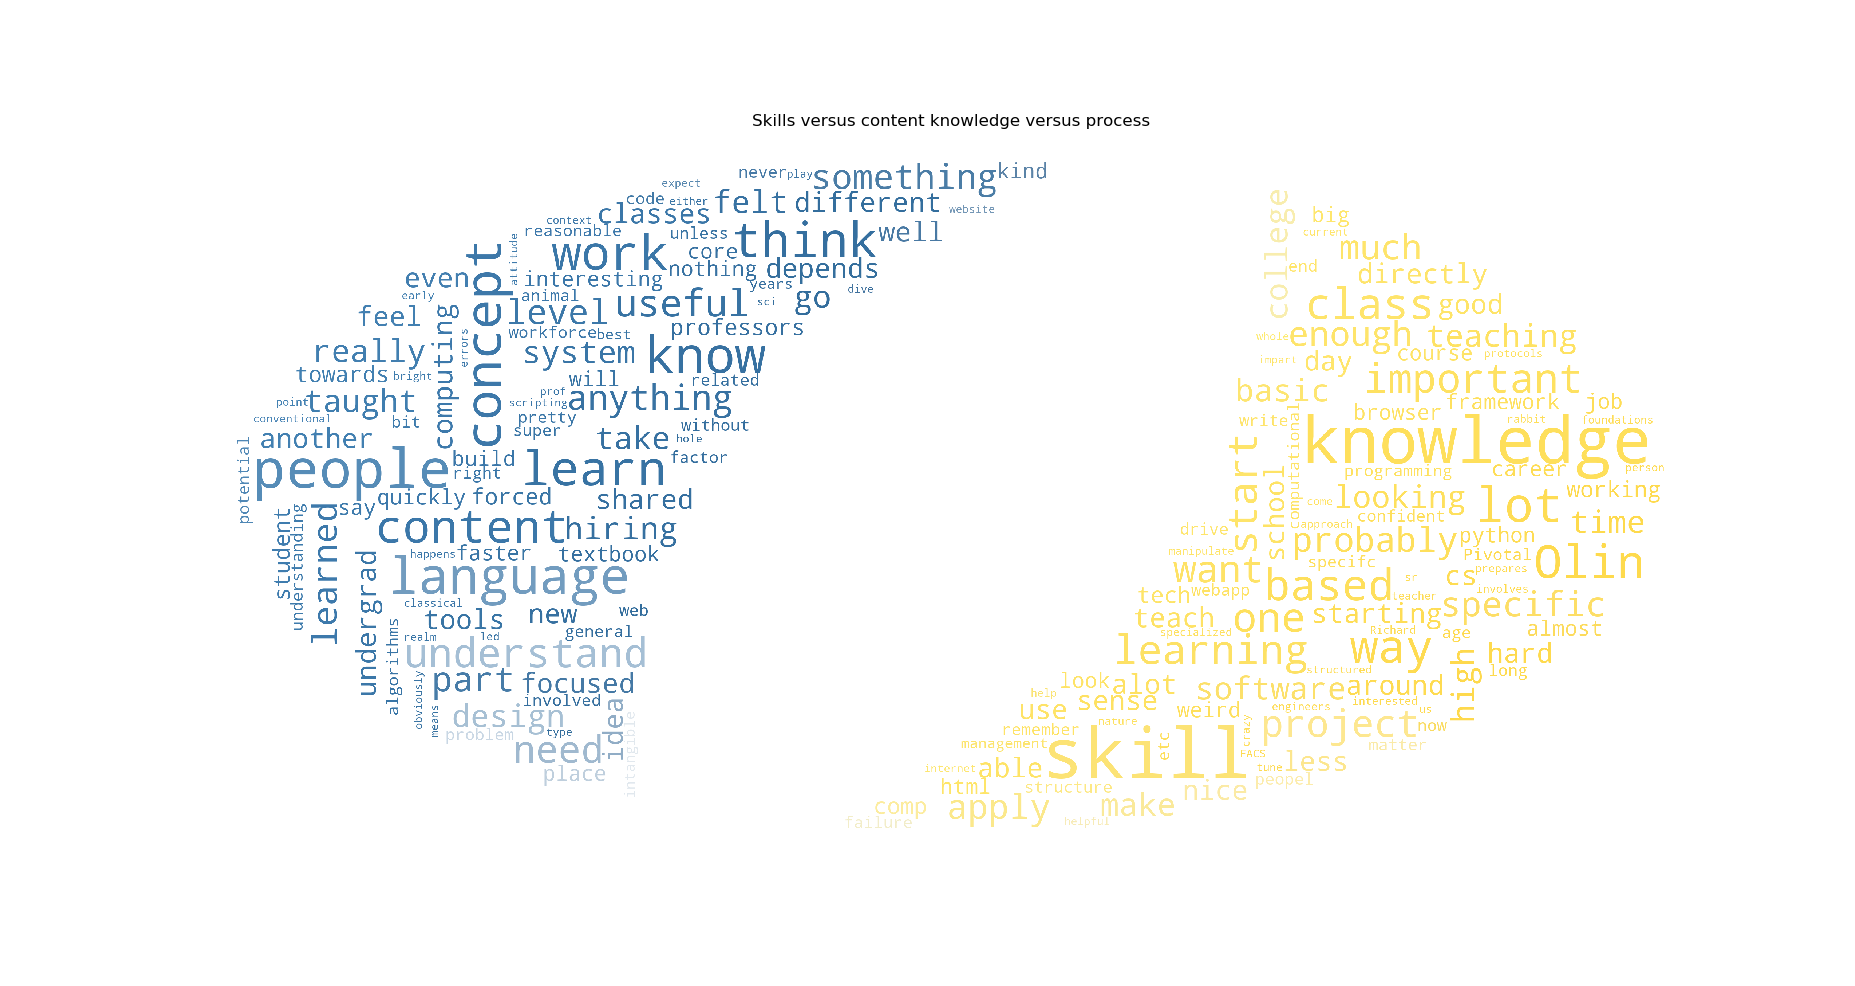 Skills versus content knowledge versus process
never play something kind
expect
code either felt different website
context classes
reasonable unless think well
attitude work core
concept nothing depends
even interesting years dive
early animal useful sci go
feel computing level professors
errors workforce best
really system know
towards bright will related
prof
point taught scripting anything
conventional bit pretty without
another super take hole
potential people build learn factor
right
say quickly forced shared
student understanding learned content hiring
happens faster textbook
undergrad language
classical tools new web
algorithms realm led general
understand
obviously part focused
means involved
design idea intangible
problem type
need
place
college big
current much
end directly
class good
whole enough teaching
impart day course protocols
basic important
browser framework job
write computational rabbit foundations
start knowledge
school programming career person
come looking lot working
approach confident time
drive probably python
manipulate specifc Pivotal Olin
want prepares
based sr cs involves
tech webapp teacher
teach one starting specific
specialized Richard age almost
learning way hard
structured high long
look alot software around
help sense engineers interested
use weird us
remember nature crazy project now
management skill etc matter
FACS
internet able tune less
html structure peopel
comp apply make nice
failure helpful